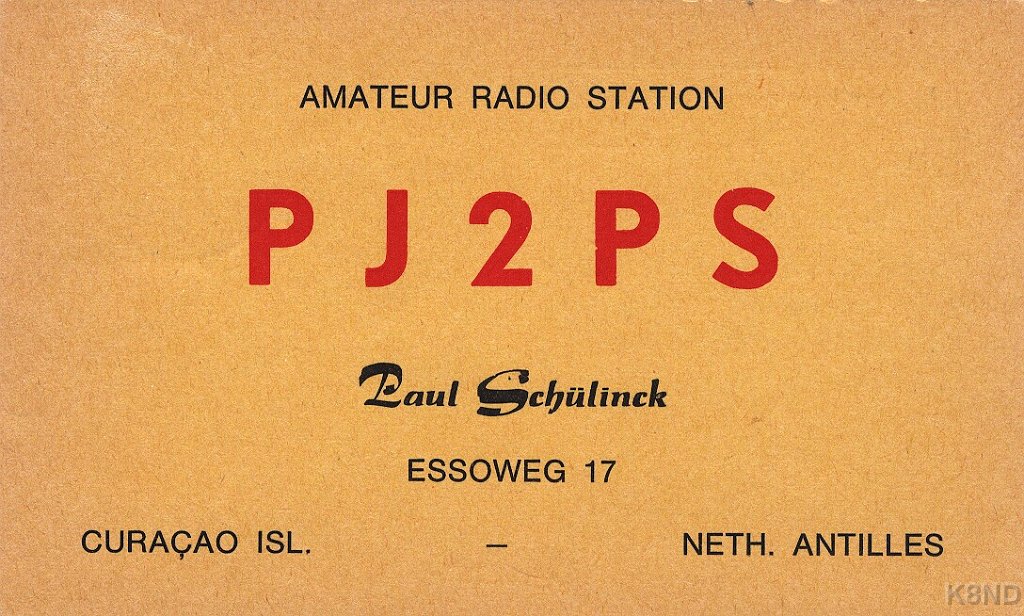 AMATEUR RADIO STATION
PJ2PS
Paul Schülinck
ESSOWEG 17
CURAÇAO ISL. — NETH. ANTILLES
K8ND